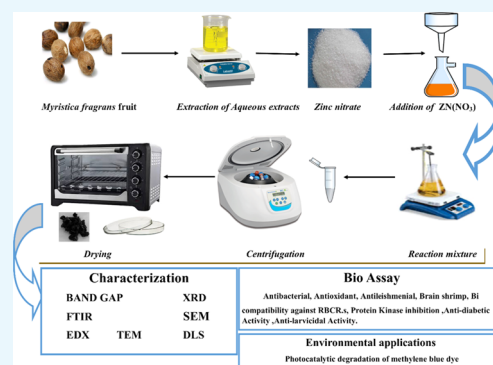 Myristica fragrans fruit
Extraction of Aqueous extracts
Zinc nitrate
Addition of ZN(NO3)
Drying
Centrifugation
Reaction mixture
Characterization
BAND GAP XRD
FTIR SEM
EDX TEM DLS
Bio Assay
Antibacterial, Antioxidant, Antileishmenial, Brain shrimp, Bi
compatibility against RBCR.s, Protein Kinase inhibition ,Anti-diabetic
Activity ,Anti-larvicidal Activity.
Environmental applications
Photocatalytic degradation of methylene blue dye